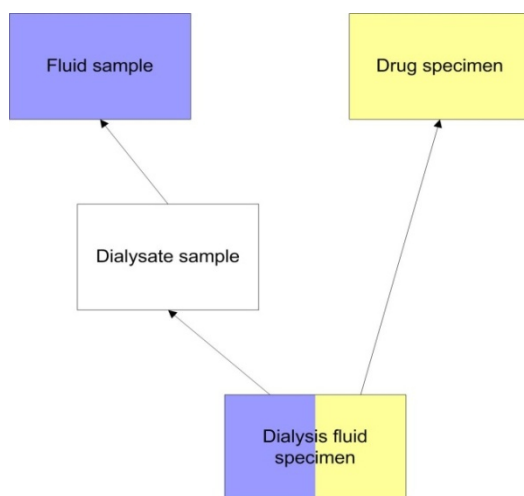 Fluid sample
Drug specimen
Dialysate sample
Dialysis fluid
specimen